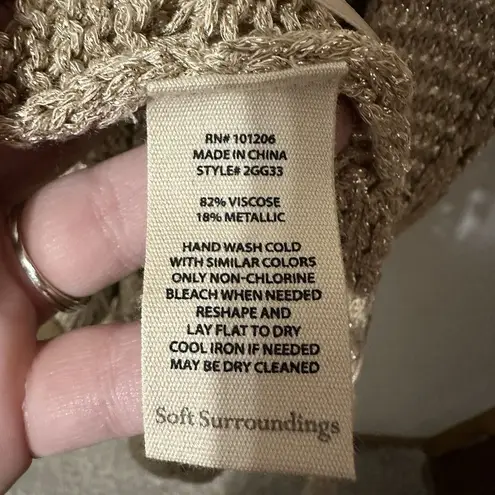 RN# 101206
MADE IN CHINA
STYLE# 2GG33
82% VISCOSE
18% METALLIC
HAND WASH COLD
WITH SIMILAR COLORS
ONLY NON-CHLORINE
BLEACH WHEN NEEDED
RESHAPE AND
LAY FLAT TO DRY
COOL IRON IF NEEDED
MAY BE DRY CLEANED
Soft Surroundings